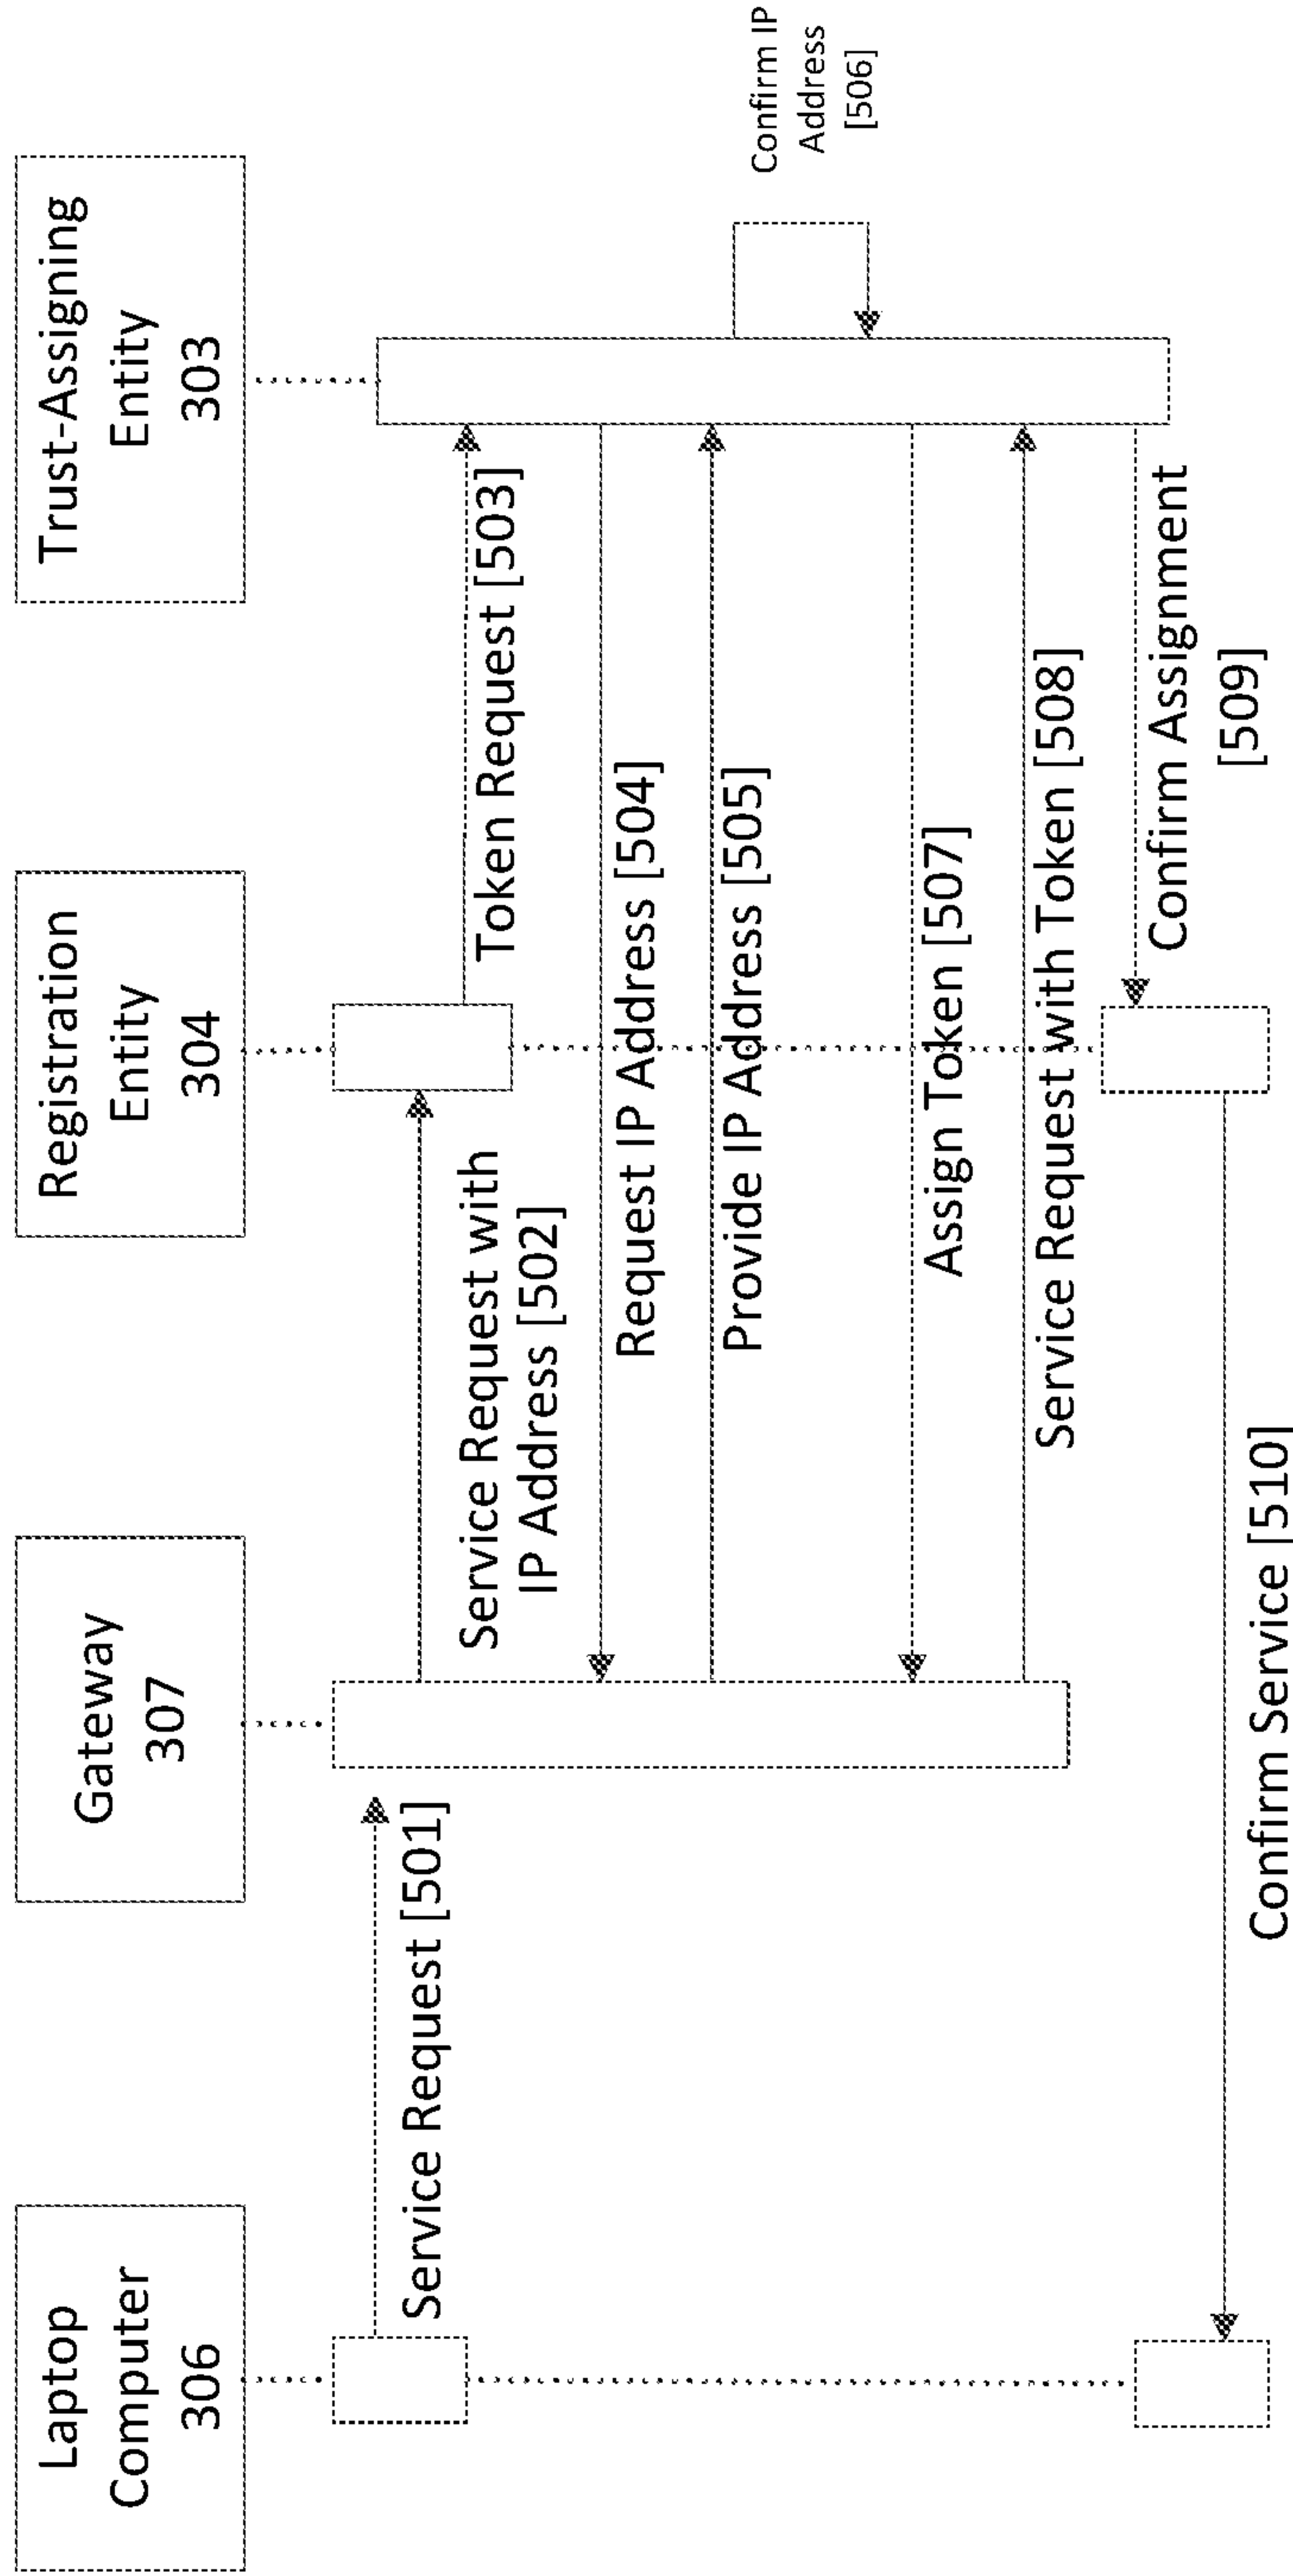 Laptop
Computer
306
Gateway
307
Registration
Entity
304
Trust-Assigning
Entity
303
Service Request [501]
Service Request with
IP Address [502]
Token Request [503]
Request IP Address [504]
Provide IP Address [505]
Confirm IP
Address
[506]
Assign Token [507]
Service Request with Token [508]
Confirm Assignment
[509]
Confirm Service [510]